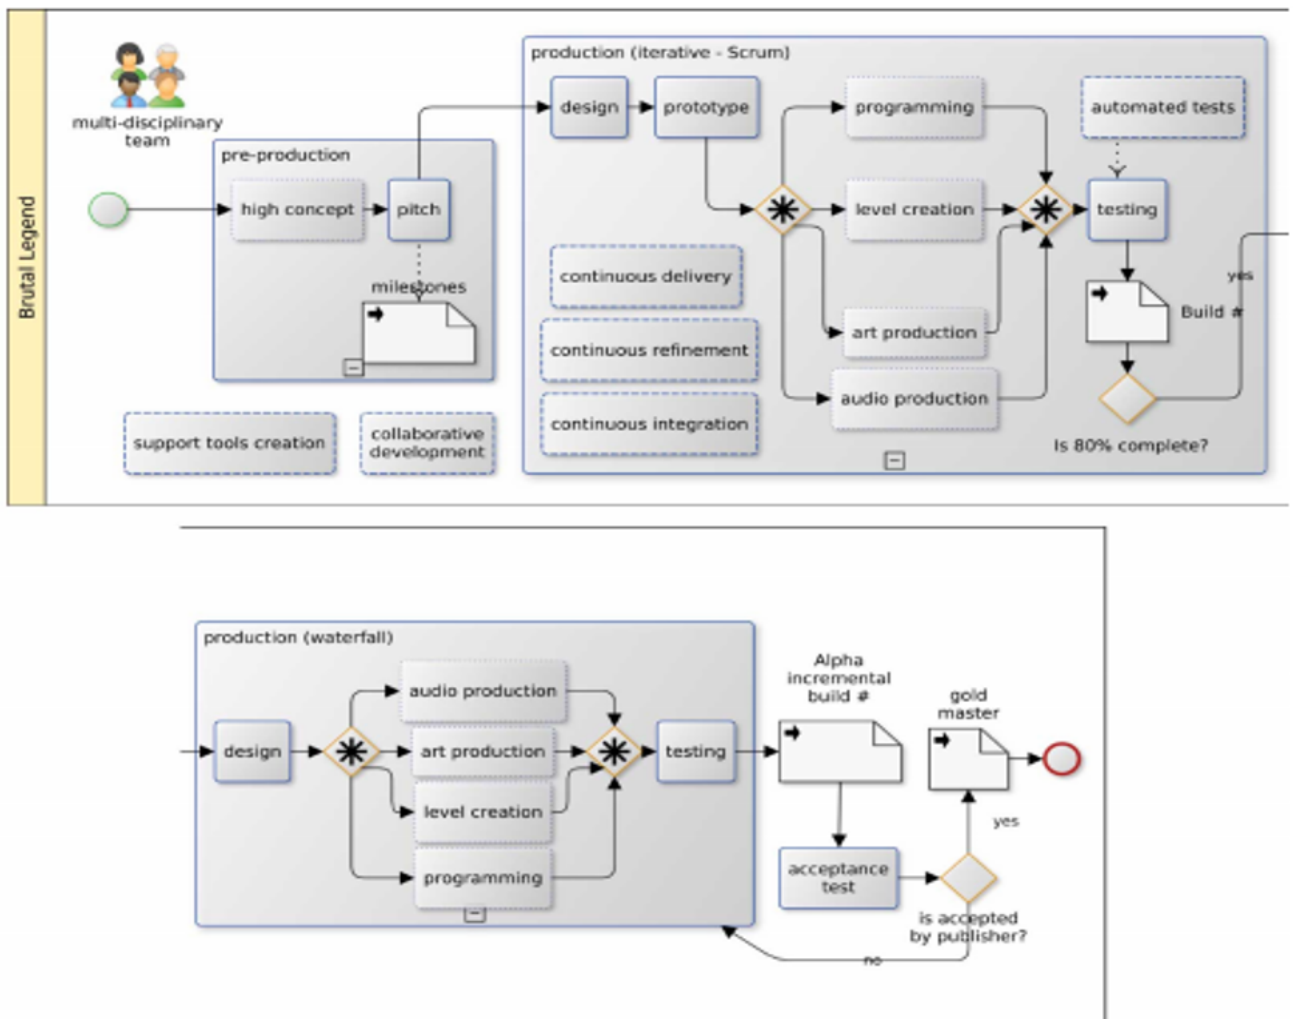 Brutal Legend
multi-disciplinary
team
pre-production
high concept
pitch
milestones
support tools creation
collaborative
development
production (iterative - Scrum)
design
prototype
programming
automated tests
level creation
testing
continuous delivery
yes
Build #
art production
continuous refinement
audio production
continuous integration
Is 80% complete?
production (waterfall)
audio production
design
art production
testing
level creation
programming
Alpha
incremental
build #
gold
master
yes
acceptance
test
is accepted
by publisher?
no